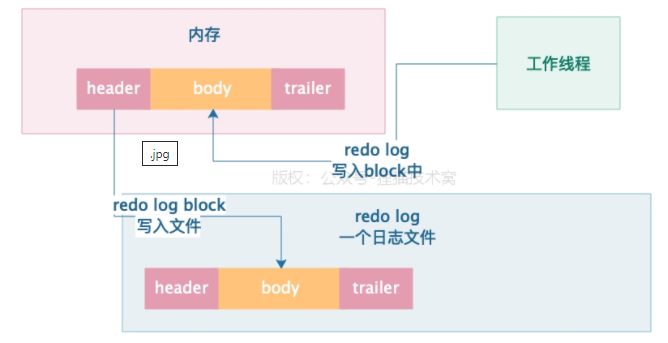 内存
工作线程
header
body
trailer
redo log
写入block中
.jpg
版权：公众号
技术窝
redo log block
写入文件
redo log
一个日志文件
header
body
trailer